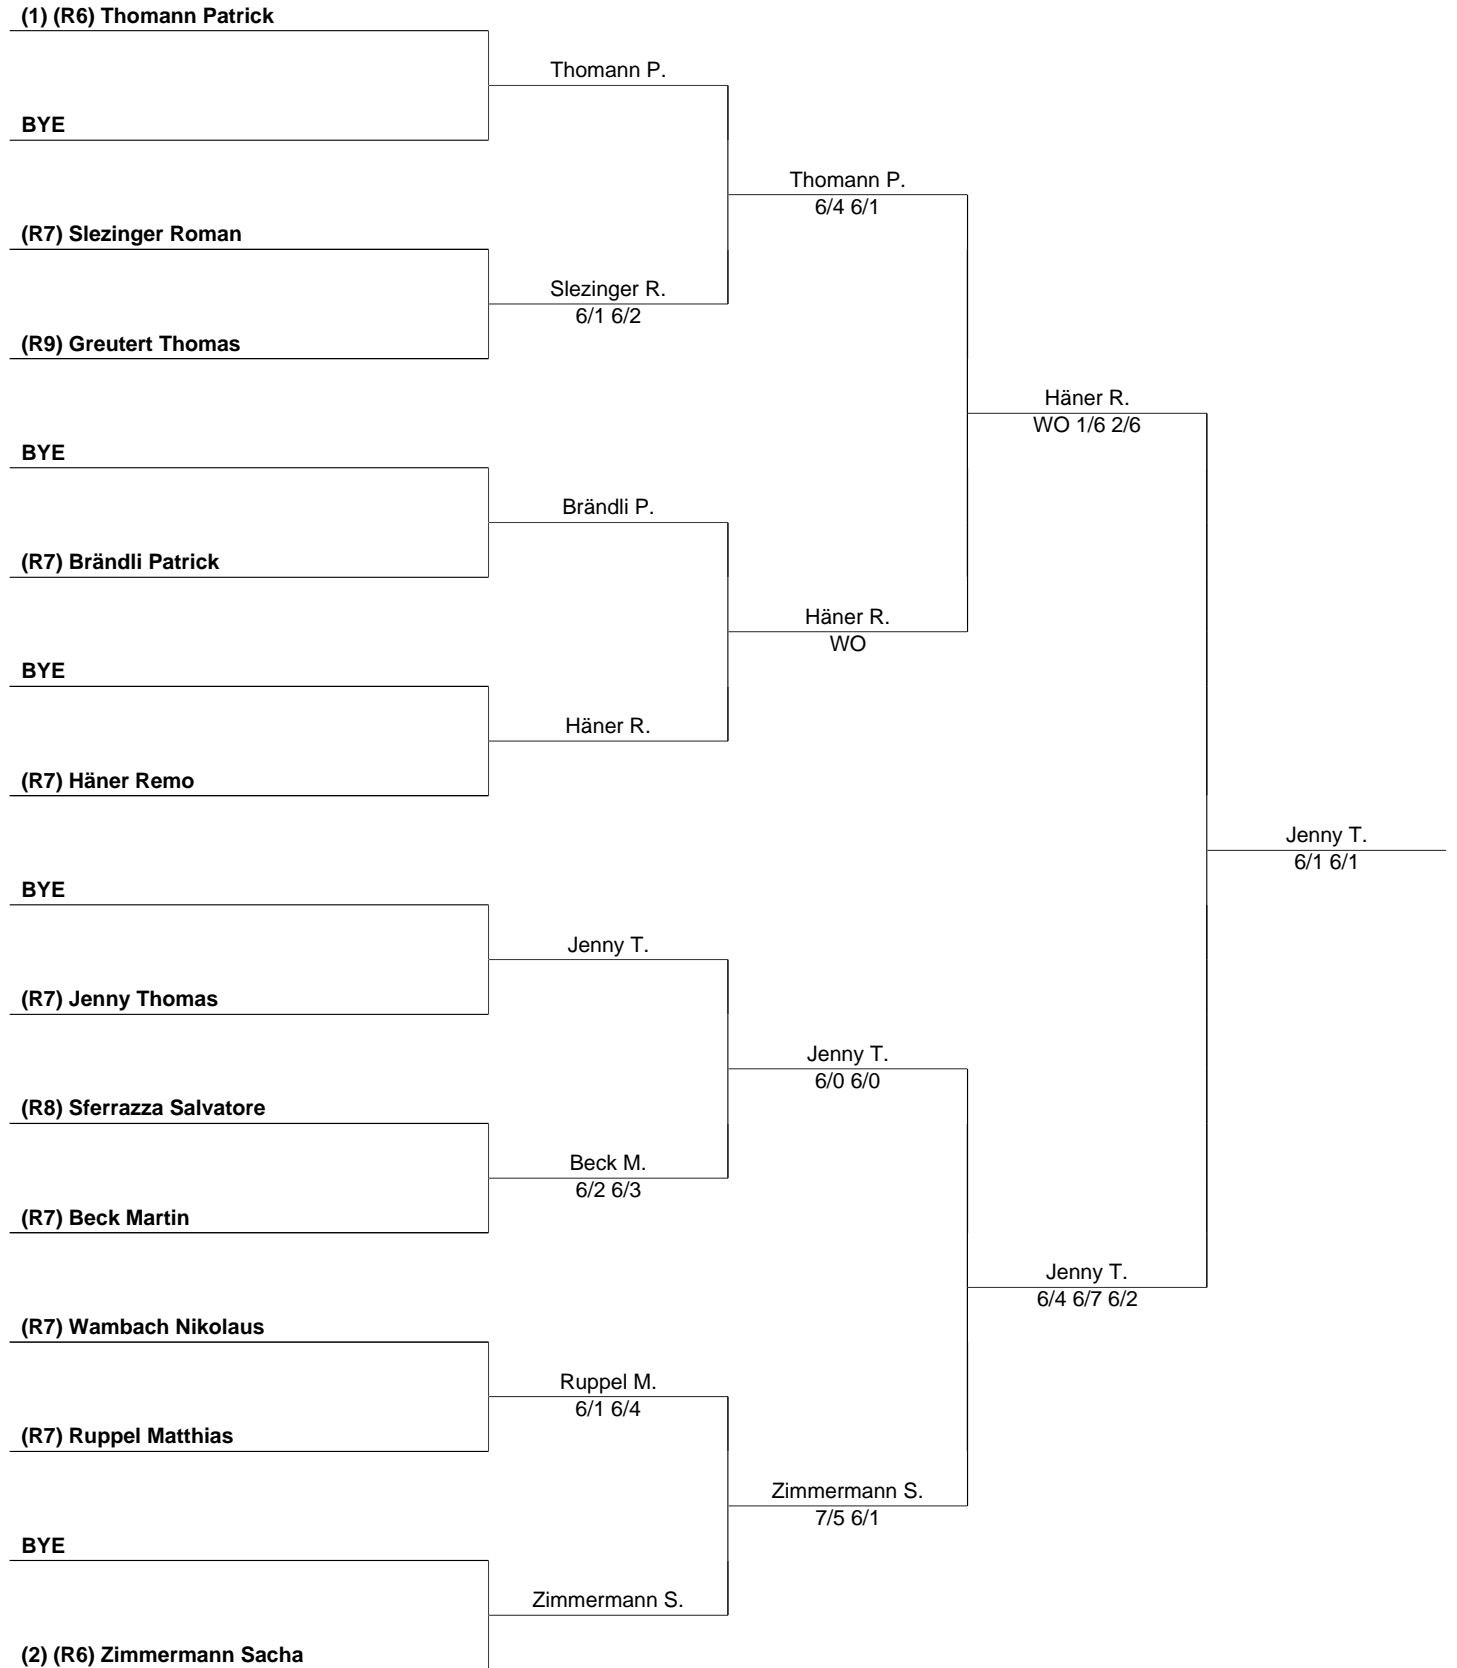 (1) (R6) Thomann Patrick
Thomann P.
BYE
Thomann P.
6/4 6/1
(R7) Slezinger Roman
Slezinger R.
6/1 6/2
(R9) Greutert Thomas
Häner R.
WO 1/6 2/6
BYE
Brändli P.
(R7) Brändli Patrick
Häner R.
WO
BYE
Häner R.
(R7) Häner Remo
Jenny T.
6/1 6/1
BYE
Jenny T.
(R7) Jenny Thomas
Jenny T.
6/0 6/0
(R8) Sferrazza Salvatore
Beck M.
6/2 6/3
(R7) Beck Martin
Jenny T.
6/4 6/7 6/2
(R7) Wambach Nikolaus
Ruppel M.
6/1 6/4
(R7) Ruppel Matthias
Zimmermann S.
7/5 6/1
BYE
Zimmermann S.
(2) (R6) Zimmermann Sacha